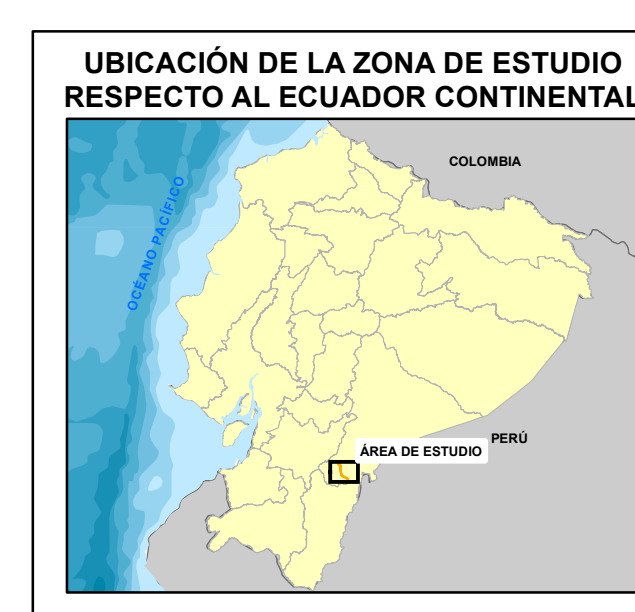 UBICACIÓN DE LA ZONA DE ESTUDIO
RESPECTO AL ECUADOR CONTINENTAL
COLOMBIA
OCÉANO PACÍFICO
PERÚ
ÁREA DE ESTUDIO